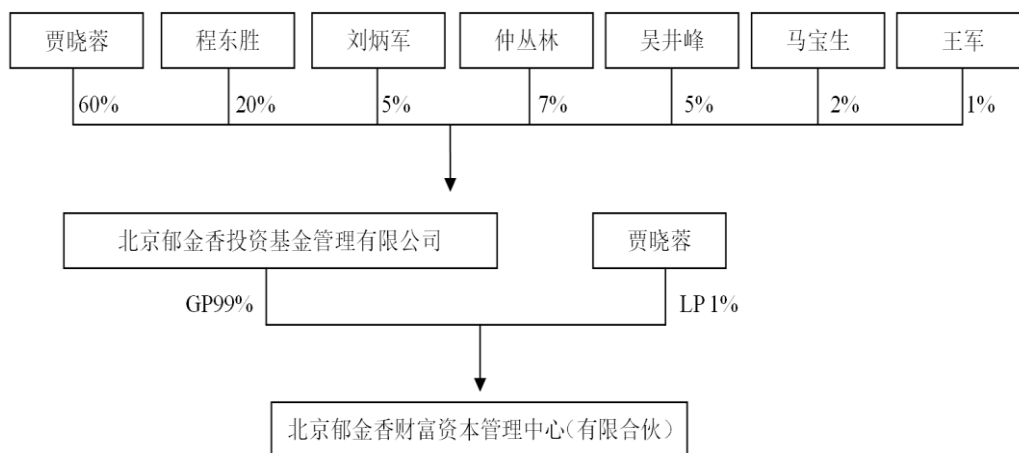 贾晓蓉 程东胜 刘炳军 仲丛林 吴井峰 马宝生 王军
60% 20% 5% 7% 5% 2% 1%
北京郁金香投资基金管理有限公司 贾晓蓉
GP99% LP 1%
北京郁金香财富资本管理中心(有限合伙)